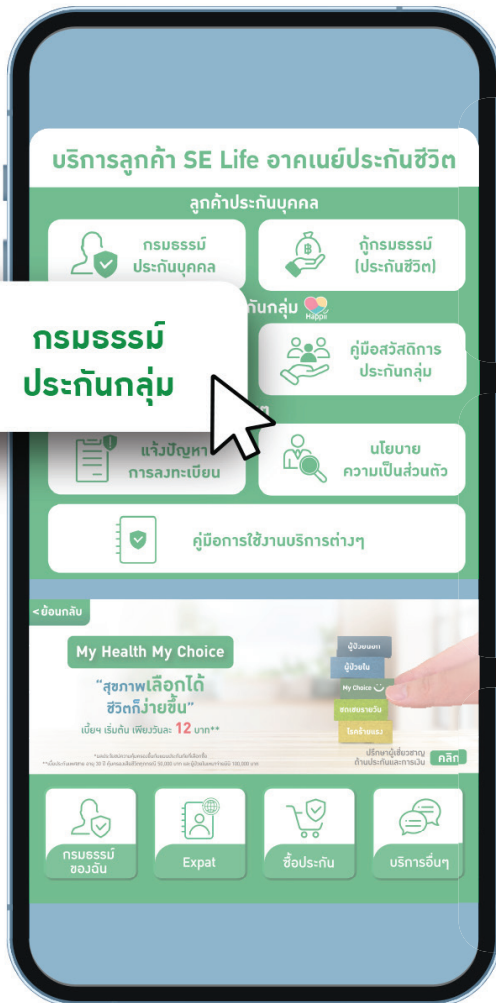 บริการลูกค้า SE Life อาคเนย์ประกันชีวิต
ลูกค้าประกันบุคคล
กรมธรรม์
ประกันบุคคล
กู้กรมธรรม์
(ประกันชีวิต)
กันกลุ่ม
Happs
กรมธรรม์
ประกันกลุ่ม
คู่มือสวัสดิการ
ประกันกลุ่ม
แจ้งปัญหา
การลงทะเบียน
นโยบาย
ความเป็นส่วนตัว
คู่มือการใช้งานบริการต่างๆ
<ย้อนกลับ
My Health My Choice
“สุขภาพเลือกได้
ชีวิตก็ง่ายขึ้น”
เบี้ยฯ เริ่มต้น เพียงวันละ 12 บาท**
ผู้ป่วยนอก
ผู้ป่วยใน
My Choice
ชดเชยรายวัน
โรคร้ายแรง
ปรึกษาผู้เชี่ยวชาญ
ด้านประกันและการเงิน
คลิก
กรมธรรม์
ของฉัน
Expat
ซื้อประกัน
บริการอื่นๆ